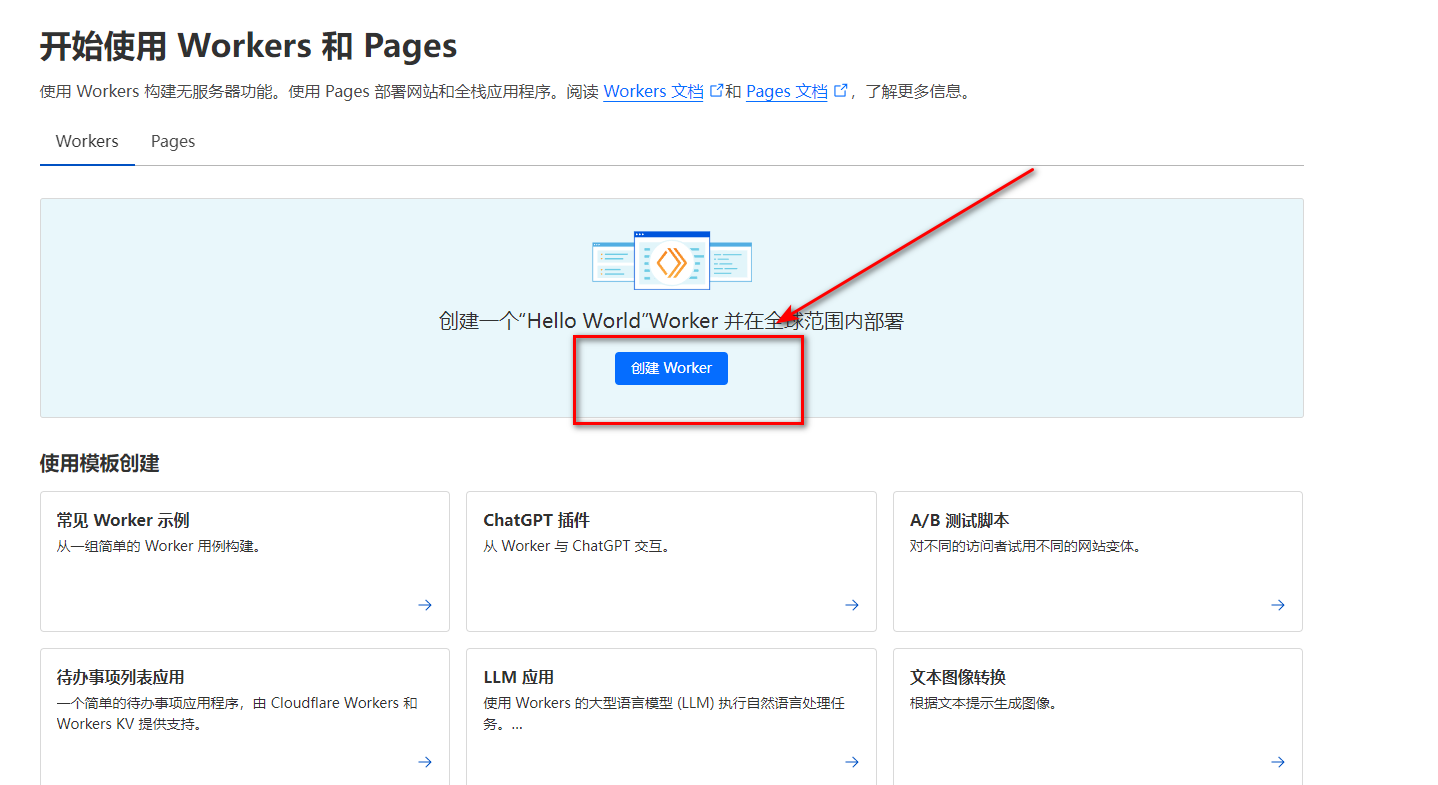 开始使用 Workers 和 Pages
使用 Workers 构建无服务器功能。使用 Pages 部署网站和全栈应用程序。阅读 Workers 文档 和 Pages 文档 ，了解更多信息。
Workers Pages
创建一个“Hello World”Worker 并在全球范围内部署
创建 Worker
使用模板创建
常见 Worker 示例
从一组简单的 Worker 用例构建。
ChatGPT 插件
从 Worker 与 ChatGPT 交互。
A/B 测试脚本
对不同的访问者试用不同的网站变体。
待办事项列表应用
一个简单的待办事项应用程序，由 Cloudflare Workers 和
Workers KV 提供支持。
LLM 应用
使用 Workers 的大型语言模型 (LLM) 执行自然语言处理任
务。...
文本图像转换
根据文本提示生成图像。